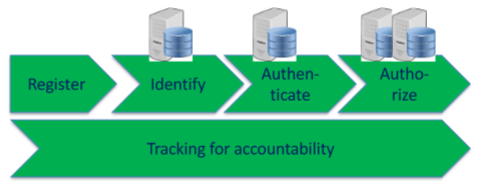 Register
Identify
Authen-
ticate
Autho-
rize
Tracking for accountability